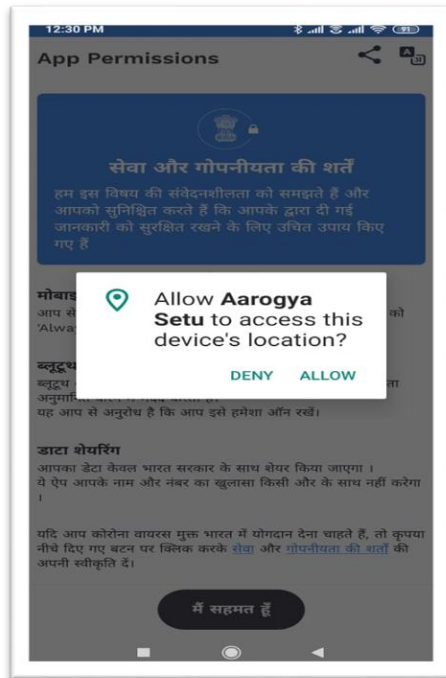 12:30 PM
91
App Permissions
सेवा और गोपनीयता की शर्तें
हम इस विषय की संवेदनशीलता को समझते हैं और
आपको सुनिश्चित करते हैं कि आपके द्वारा दी गई
जानकारी को सुरक्षित रखने के लिए उचित उपाय किए
गए हैं
मोबाइ
आप से
को
'Alwa
Allow Aarogya
Setu to access this
device's location?
DENY ALLOW
ब्लूटूथ
ब्लूटूथ
ता
यह आप से अनुरोध है कि आप इसे हमेशा ऑन रखें।
डाटा शेयरिंग
आपका डेटा केवल भारत सरकार के साथ शेयर किया जाएगा ।
ये ऐप आपके नाम और नंबर का खुलासा किसी और के साथ नहीं करेगा
।
यदि आप कोरोना वायरस मुक्त भारत में योगदान देना चाहते हैं, तो कृपया
नीचे दिए गए बटन पर क्लिक करके सेवा और गोपनीयता की शर्तों की
अपनी स्वीकृति दें।
मैं सहमत हूँ